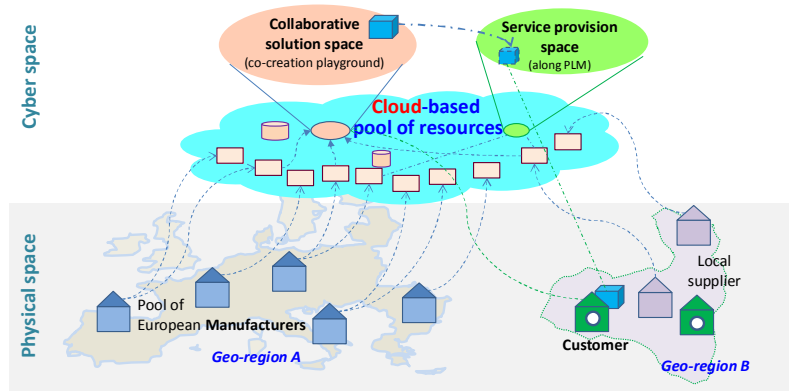 Cyber space
Collaborative
solution space
(co-creation playground)
Service provision
space
(along PLM)
Cloud-based
pool of resources
Physical space
Pool of
European Manufacturers
Geo-region A
Local
supplier
Customer
Geo-region B